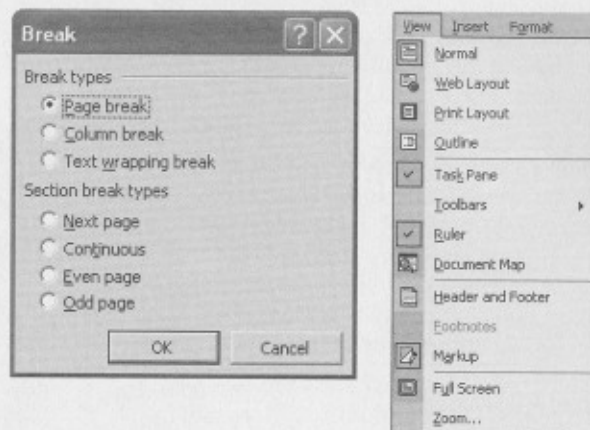 Break
Break types
Page break
Column break
Text wrapping break
Section break types
Next page
Continuous
Even page
Odd page
OK Cancel
View Insert Format
Normal
Web Layout
Print Layout
Outline
Task Pane
Toolbars
Ruler
Document Map
Header and Footer
Footnotes
Markup
Full Screen
Zoom...